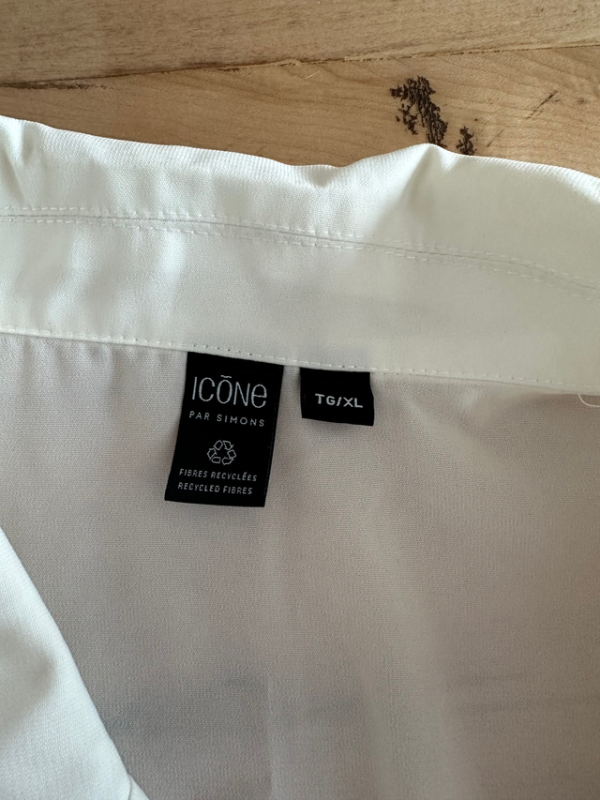 ICÔNE
PAR SIMONS
FIBRES RECYCLÉES
RECYCLED FIBRES
TG/XL